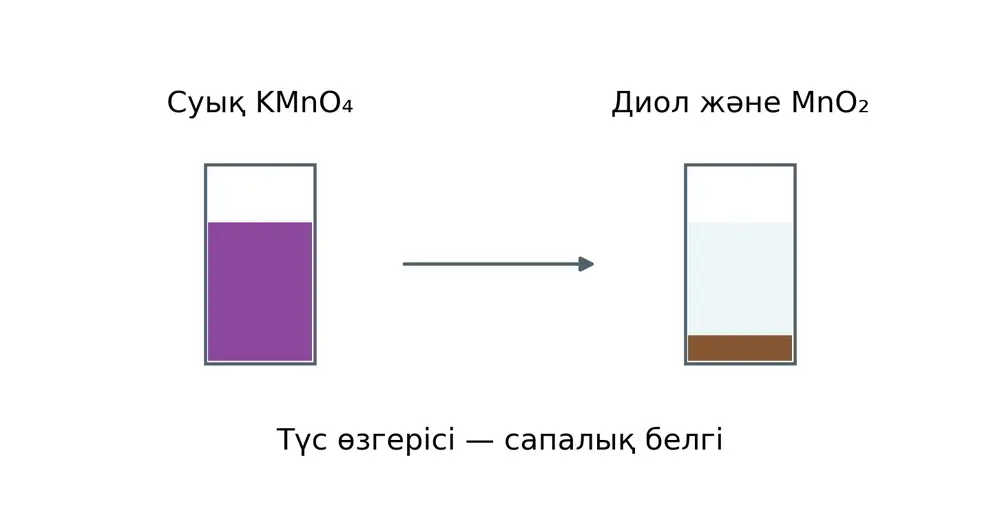 Суық KMnO₄
Диол және MnO₂
Түс өзгерісі — сапалық белгі